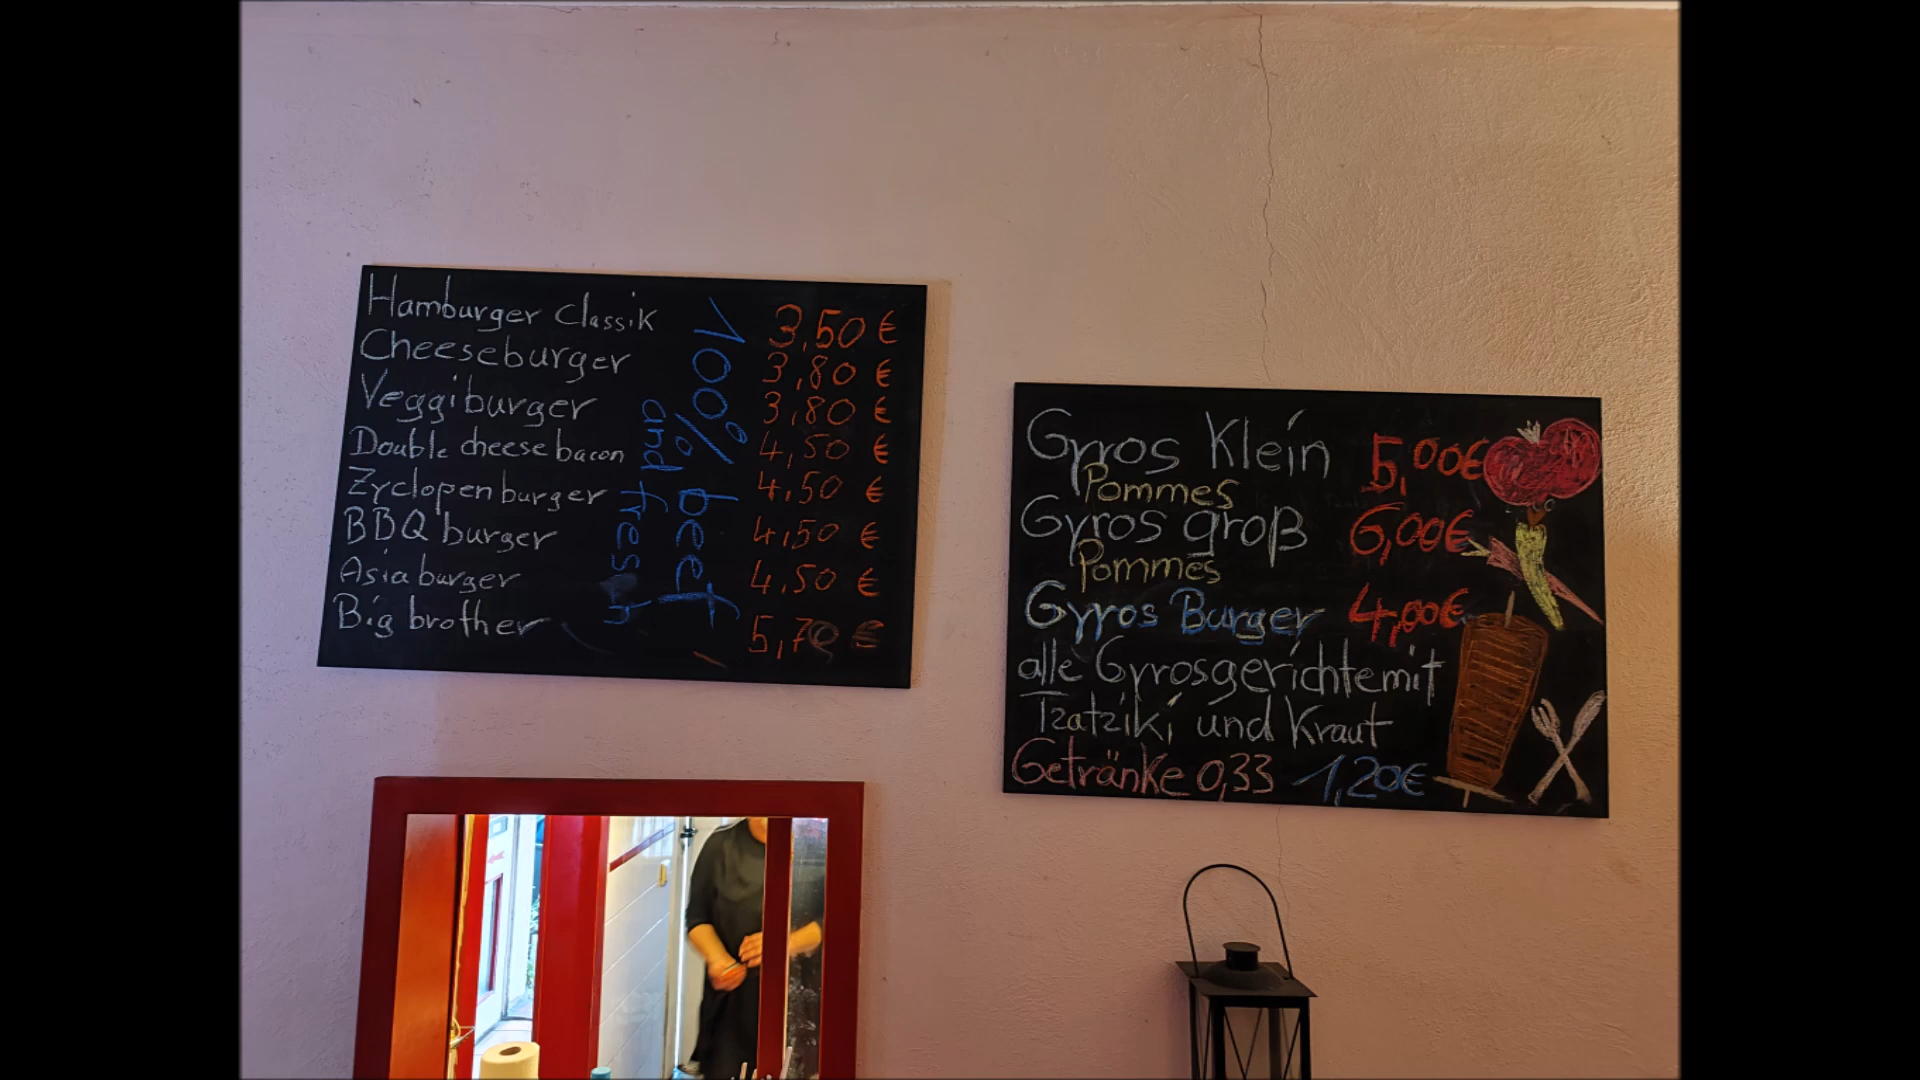 Hamburger Classik 3,50 €
Cheeseburger 3,80 €
Veggiburger 3,80 €
Double cheese bacon 4,50 €
Zyclopenburger 4,50 €
BBQ burger 4,50 €
Asia burger 4,50 €
Big brother 5,70 €
100% beef
and fresh
Gyros Klein 5,00€
Pommes
Gyros groß 6,00€
Pommes
Gyros Burger 4,00€
alle Gyrosgerichte mit
Tzatziki und Kraut
Getränke 0,33 1,20€